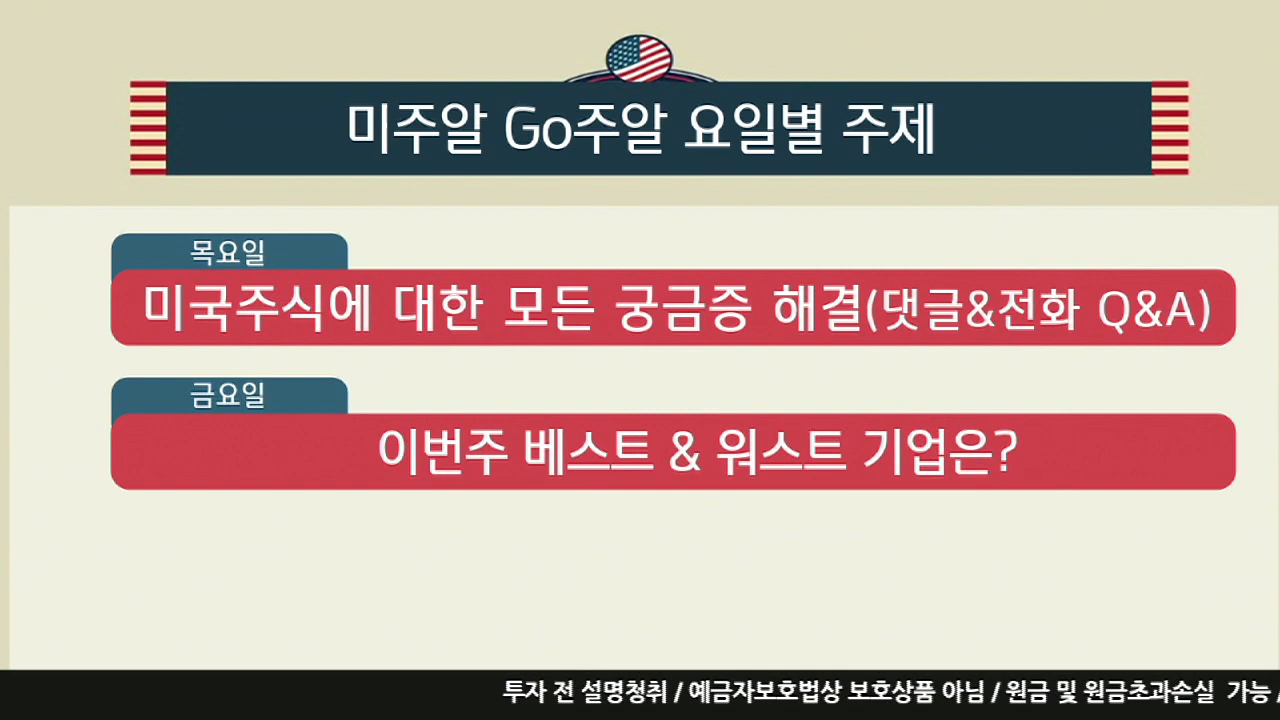 미주알 Go주알 요일별 주제
목요일
미국주식에 대한 모든 궁금증 해결(댓글&전화 Q&A)
금요일
이번주 베스트 & 워스트 기업은?
투자 전 설명청취 / 예금자보호법상 보호상품 아님 / 원금 및 원금초과손실 가능 /